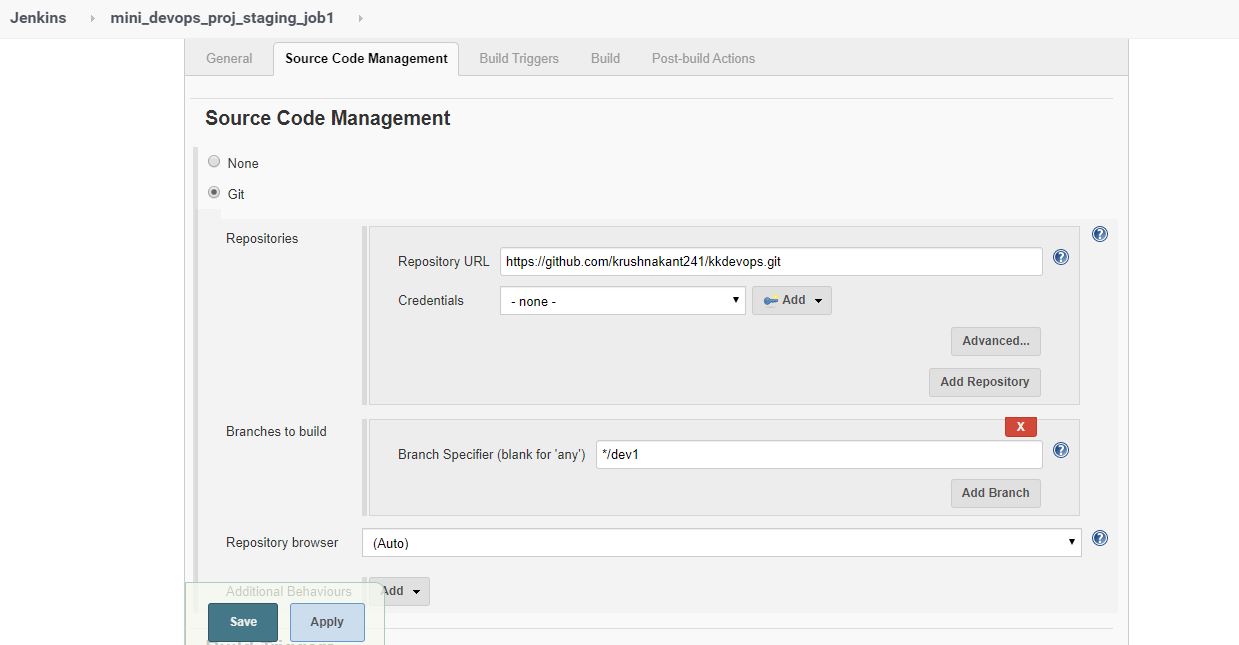 Jenkins mini_devops_proj_staging_job1
General Source Code Management Build Triggers Build Post-build Actions
Source Code Management
None
Git
Repositories
Repository URL https://github.com/krushnakant241/kkdevops.git
Credentials - none - Add
Advanced...
Add Repository
Branches to build
X
Branch Specifier (blank for 'any') */dev1
Add Branch
Repository browser (Auto)
Additional Behaviours Add
Save Apply
Build Triggers